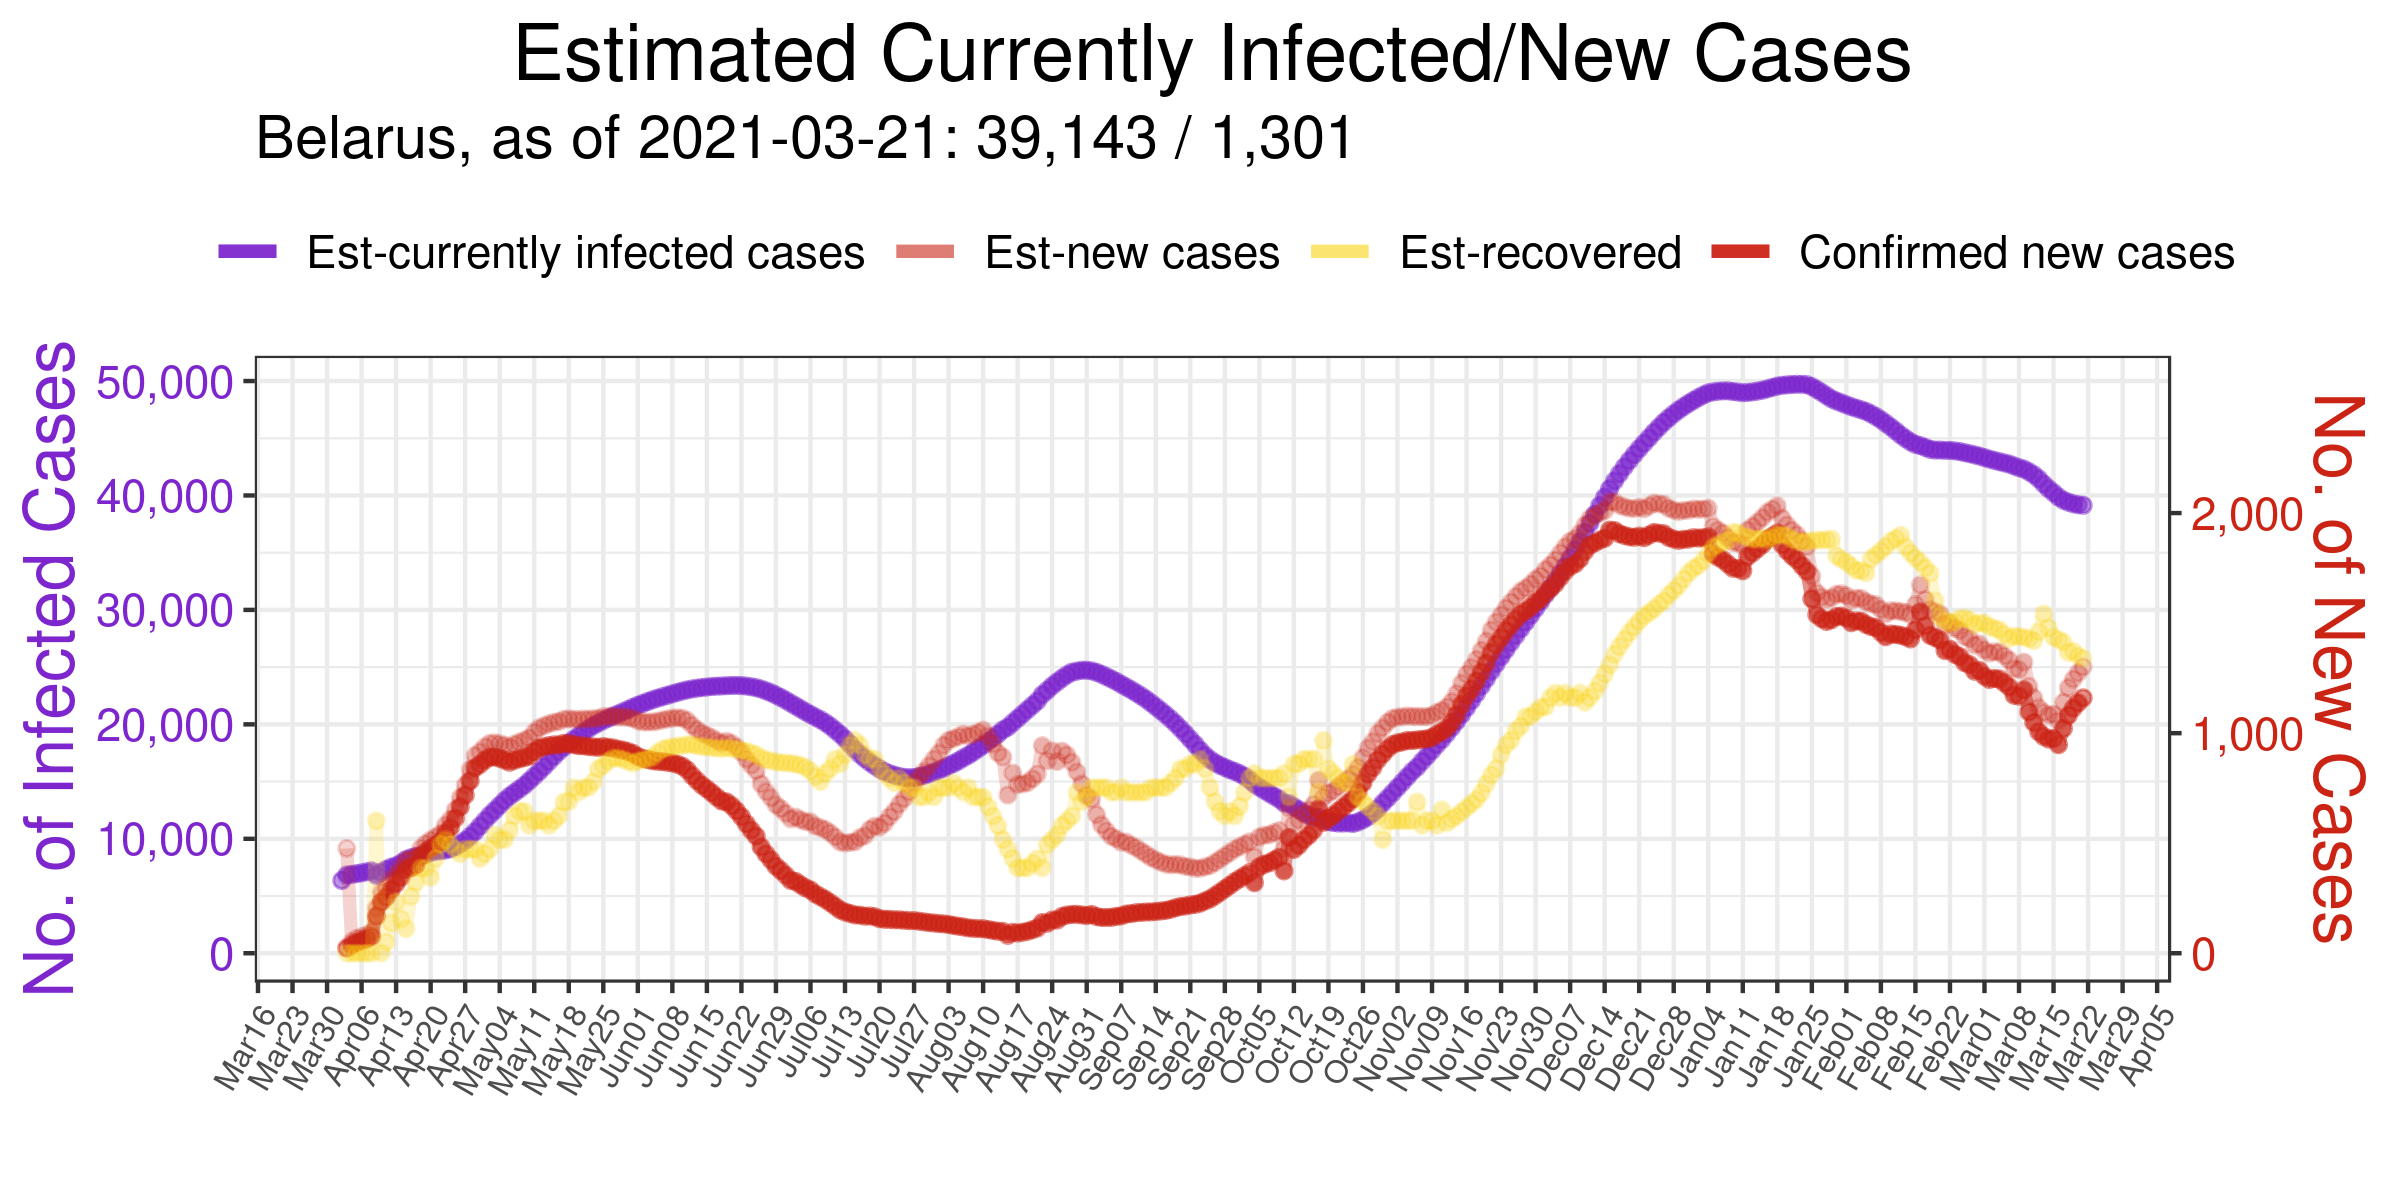 Estimated Currently Infected/New Cases
Belarus, as of 2021-03-21: 39,143 / 1,301
Est-currently infected cases
Est-new cases
Est-recovered
Confirmed new cases
No. of Infected Cases
50,000
40,000
30,000
20,000
10,000
0
2,000
1,000
0
No. of New Cases
Mar16
Mar23
Mar30
Apr06
Apr13
Apr20
Apr27
May04
May11
May18
May25
Jun01
Jun08
Jun15
Jun22
Jun29
Jul06
Jul13
Jul20
Jul27
Aug03
Aug10
Aug17
Aug24
Aug31
Sep07
Sep14
Sep21
Sep28
Oct05
Oct12
Oct19
Oct26
Nov02
Nov09
Nov16
Nov23
Nov30
Dec07
Dec14
Dec21
Dec28
Jan04
Jan11
Jan18
Jan25
Feb01
Feb08
Feb15
Feb22
Mar01
Mar08
Mar15
Mar22
Mar29
Apr05